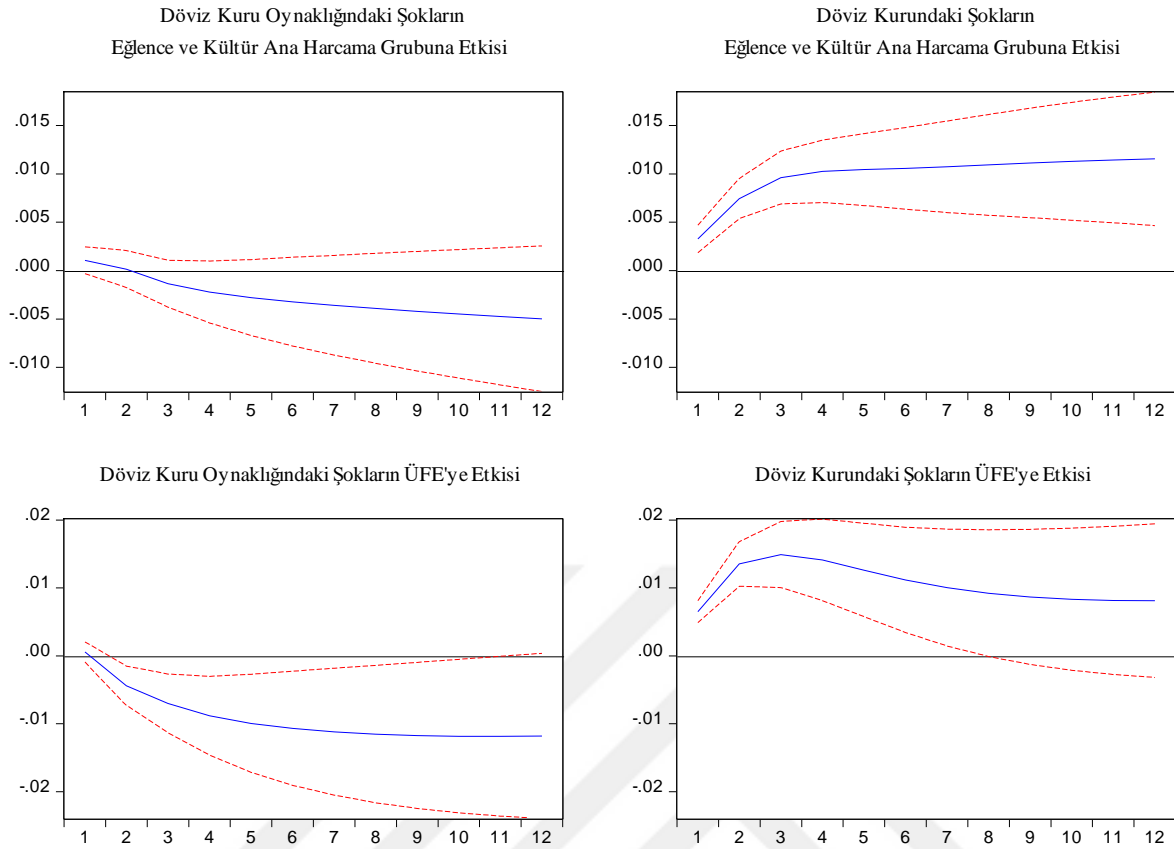 Döviz Kuru Oynaklığındaki Şokların
Eğlence ve Kültür Ana Harcama Grubuna Etkisi
.015
.010
.005
.000
-.005
-.010
1 2 3 4 5 6 7 8 9 10 11 12
Döviz Kurundaki Şokların
Eğlence ve Kültür Ana Harcama Grubuna Etkisi
.015
.010
.005
.000
-.005
-.010
1 2 3 4 5 6 7 8 9 10 11 12
Döviz Kuru Oynaklığındaki Şokların ÜFE'ye Etkisi
.02
.01
.00
-.01
-.02
1 2 3 4 5 6 7 8 9 10 11 12
Döviz Kurundaki Şokların ÜFE'ye Etkisi
.02
.01
.00
-.01
-.02
1 2 3 4 5 6 7 8 9 10 11 12